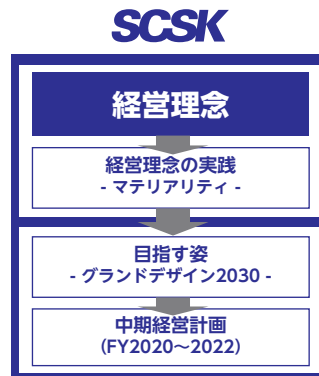 SCSK
経営理念
経営理念の実践
- マテリアリティ -
目指す姿
- グランドデザイン2030 -
中期経営計画
(FY2020～2022)